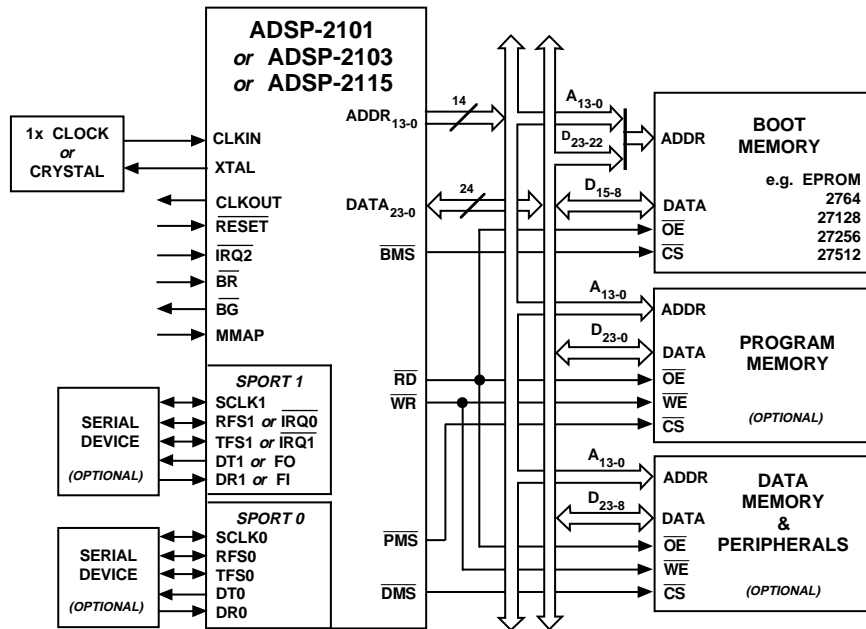 ADSP-2101
or ADSP-2103
or ADSP-2115
1x CLOCK
or
CRYSTAL
CLKIN
XTAL
CLKOUT
RESET
IRQ2
BR
BG
MMAP
ADDR13-0
14
DATA23-0
24
BMS
RD
WR
PMS
DMS
SPORT 1
SCLK1
RFS1 or IRQ0
TFS1 or IRQ1
DT1 or FO
DR1 or FI
SERIAL
DEVICE
(OPTIONAL)
SPORT 0
SCLK0
RFS0
TFS0
DT0
DR0
SERIAL
DEVICE
(OPTIONAL)
A13-0
D23-22
D15-8
ADDR
DATA
OE
CS
BOOT
MEMORY
e.g. EPROM
2764
27128
27256
27512
A13-0
D23-0
ADDR
DATA
OE
WE
CS
PROGRAM
MEMORY
(OPTIONAL)
A13-0
D23-8
ADDR
DATA
OE
WE
CS
DATA
MEMORY
&
PERIPHERALS
(OPTIONAL)